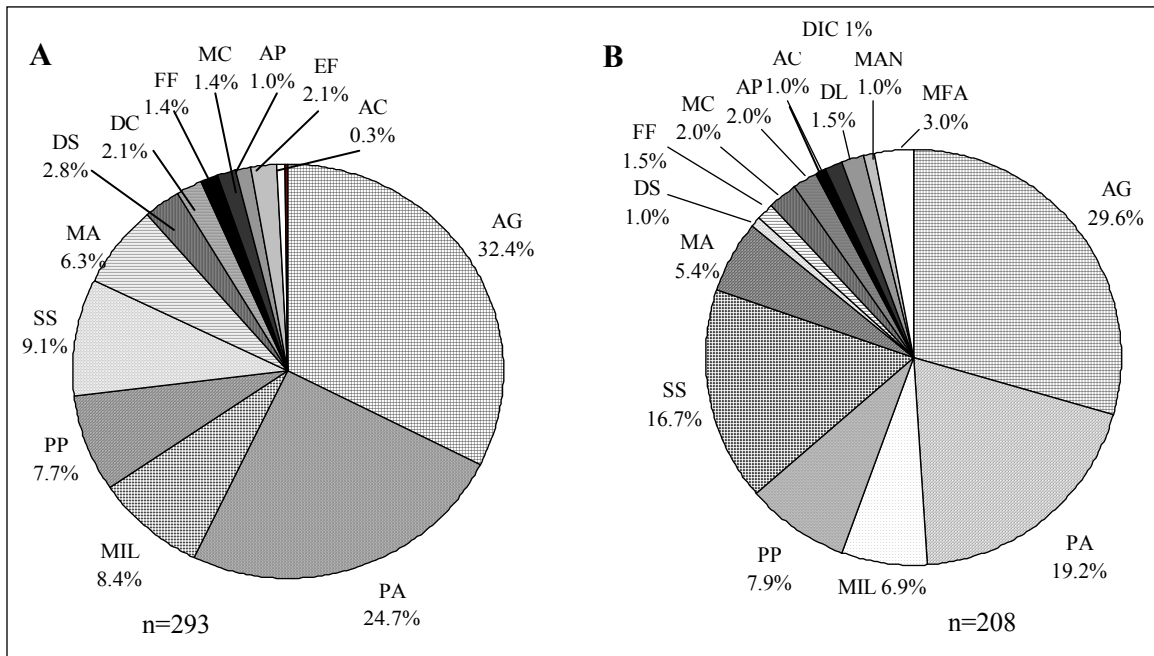 A
MC
1.4%
AP
1.0%
EF
2.1%
FF
1.4%
AC
0.3%
DC
2.1%
DS
2.8%
MA
6.3%
AG
32.4%
SS
9.1%
PP
7.7%
MIL
8.4%
PA
24.7%
n=293
B
DIC 1%
AC
1.0%
MAN
1.0%
AP
2.0%
DL
1.5%
MFA
3.0%
MC
2.0%
FF
1.5%
DS
1.0%
MA
5.4%
AG
29.6%
SS
16.7%
PP
7.9%
MIL 6.9%
PA
19.2%
n=208